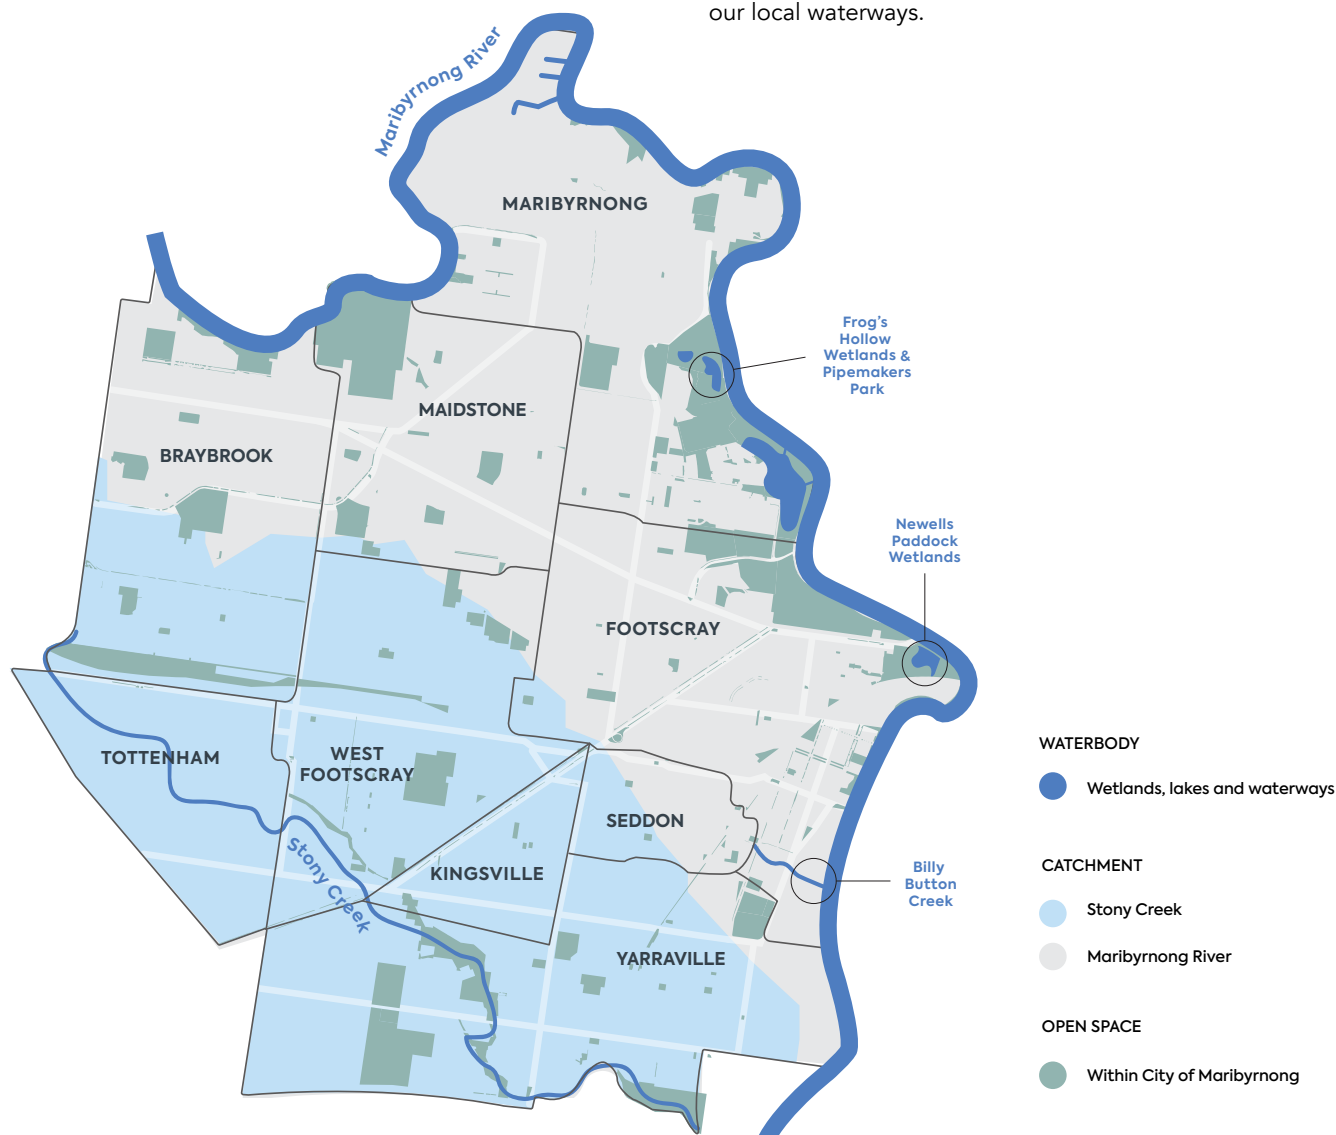 our local waterways.
Maribyrnong River
MARIBYRNONG
Frog's
Hollow
Wetlands &
Pipemakers
Park
MAIDSTONE
BRAYBROOK
Newells
Paddock
Wetlands
FOOTSCRAY
TOTTENHAM
WEST
FOOTSCRAY
SEDDON
KINGSVILLE
Stony Creek
Billy
Button
Creek
YARRAVILLE
WATERBODY
Wetlands, lakes and waterways
CATCHMENT
Stony Creek
Maribyrnong River
OPEN SPACE
Within City of Maribyrnong